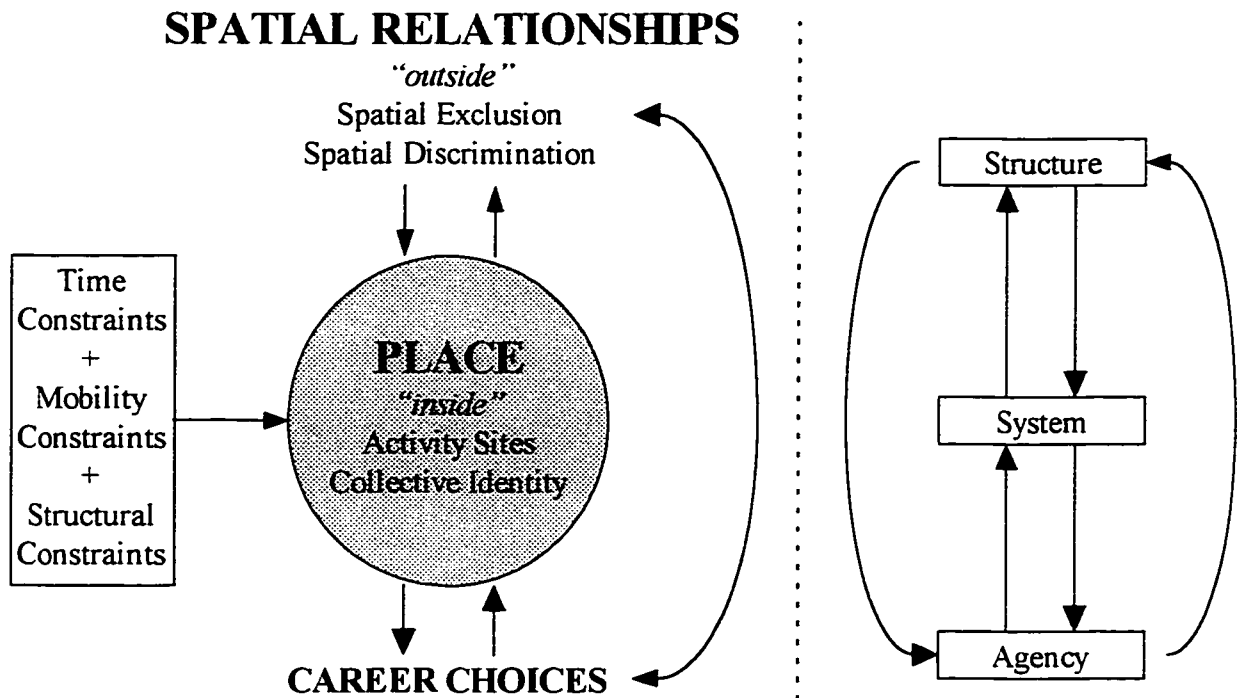 SPATIAL RELATIONSHIPS
“outside”
Spatial Exclusion
Spatial Discrimination
Time
Constraints
+
Mobility
Constraints
+
Structural
Constraints
PLACE
“inside”
Activity Sites
Collective Identity
CAREER CHOICES
Structure
System
Agency